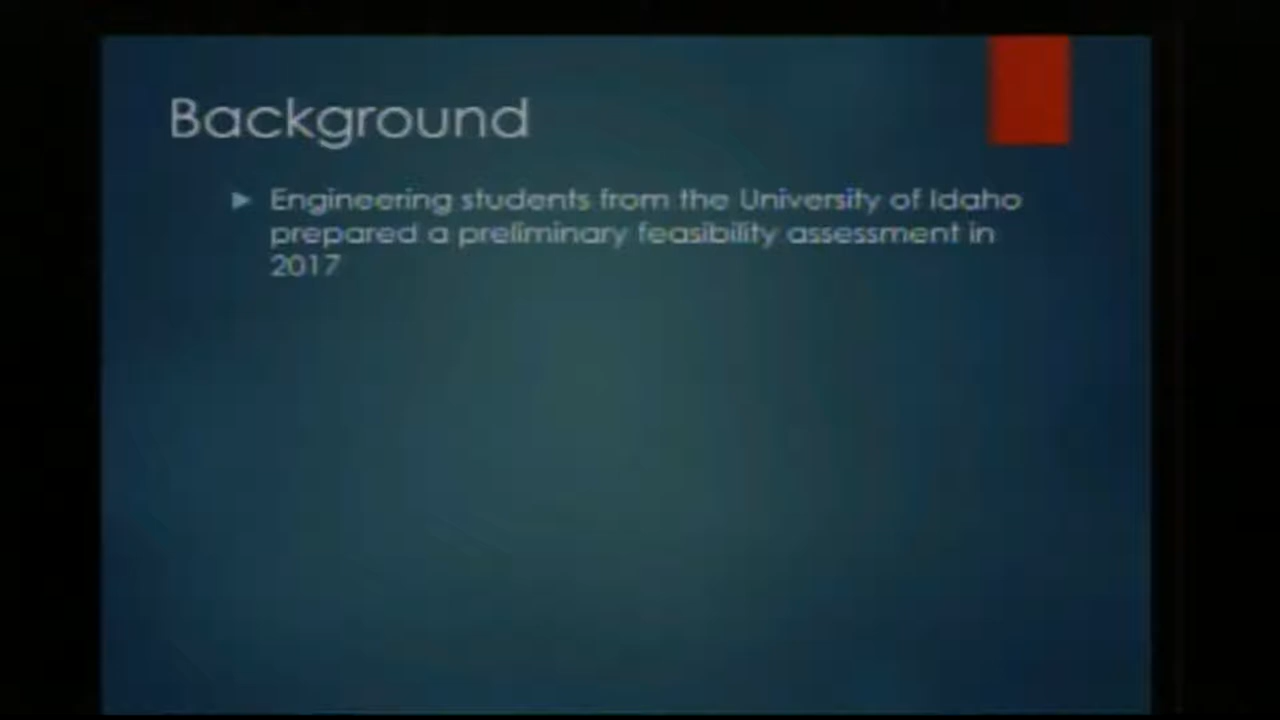 Background
Engineering students from the University of Idaho
prepared a preliminary feasibility assessment in
2017